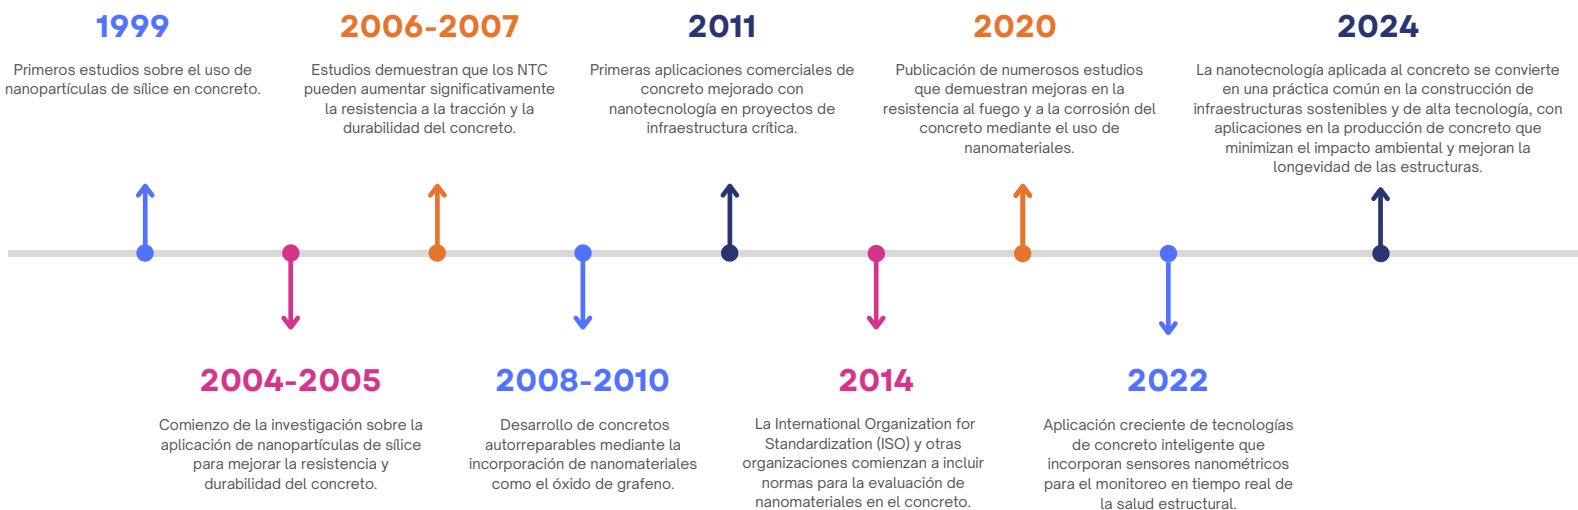 1999
Primeros estudios sobre el uso de
nanopartículas de sílice en concreto.
2006-2007
Estudios demuestran que los NTC
pueden aumentar significativamente
la resistencia a la tracción y la
durabilidad del concreto.
2011
Primeras aplicaciones comerciales de
concreto mejorado con
nanotecnología en proyectos de
infraestructura crítica.
2020
Publicación de numerosos estudios
que demuestran mejoras en la
resistencia al fuego y a la corrosión del
concreto mediante el uso de
nanomateriales.
2024
La nanotecnología aplicada al concreto se convierte
en una práctica común en la construcción de
infraestructuras sostenibles y de alta tecnología, con
aplicaciones en la producción de concreto que
minimizan el impacto ambiental y mejoran la
longevidad de las estructuras.
2004-2005
Comienzo de la investigación sobre la
aplicación de nanopartículas de sílice
para mejorar la resistencia y
durabilidad del concreto.
2008-2010
Desarrollo de concretos
autorreparables mediante la
incorporación de nanomateriales
como el óxido de grafeno.
2014
La International Organization for
Standardization (ISO) y otras
organizaciones comienzan a incluir
normas para la evaluación de
nanomateriales en el concreto.
2022
Aplicación creciente de tecnologías
de concreto inteligente que
incorporan sensores nanométricos
para el monitoreo en tiempo real de
la salud estructural.